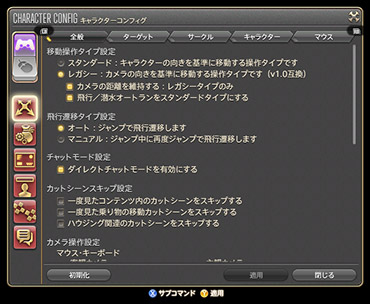 CHARACTER CONFIG キャラクターコンフィグ
全般 ターゲット サークル キャラクター マウス
移動操作タイプ設定
スタンダード：キャラクターの向きを基準に移動する操作タイプです
レガシー：カメラの向きを基準に移動する操作タイプです（v1.0互換）
カメラの距離を維持する：レガシータイプのみ
飛行／潜水オートランをスタンダードタイプにする
飛行遷移タイプ設定
オート：ジャンプで飛行遷移します
マニュアル：ジャンプ中に再度ジャンプで飛行遷移します
チャットモード設定
ダイレクトチャットモードを有効にする
カットシーンスキップ設定
一度見たコンテンツ内のカットシーンをスキップする
一度見た乗り物の移動カットシーンをスキップする
ハウジング関連のカットシーンをスキップする
カメラ操作設定
マウス・キーボード
初期化 適用 閉じる
X サブコマンド Y 適用